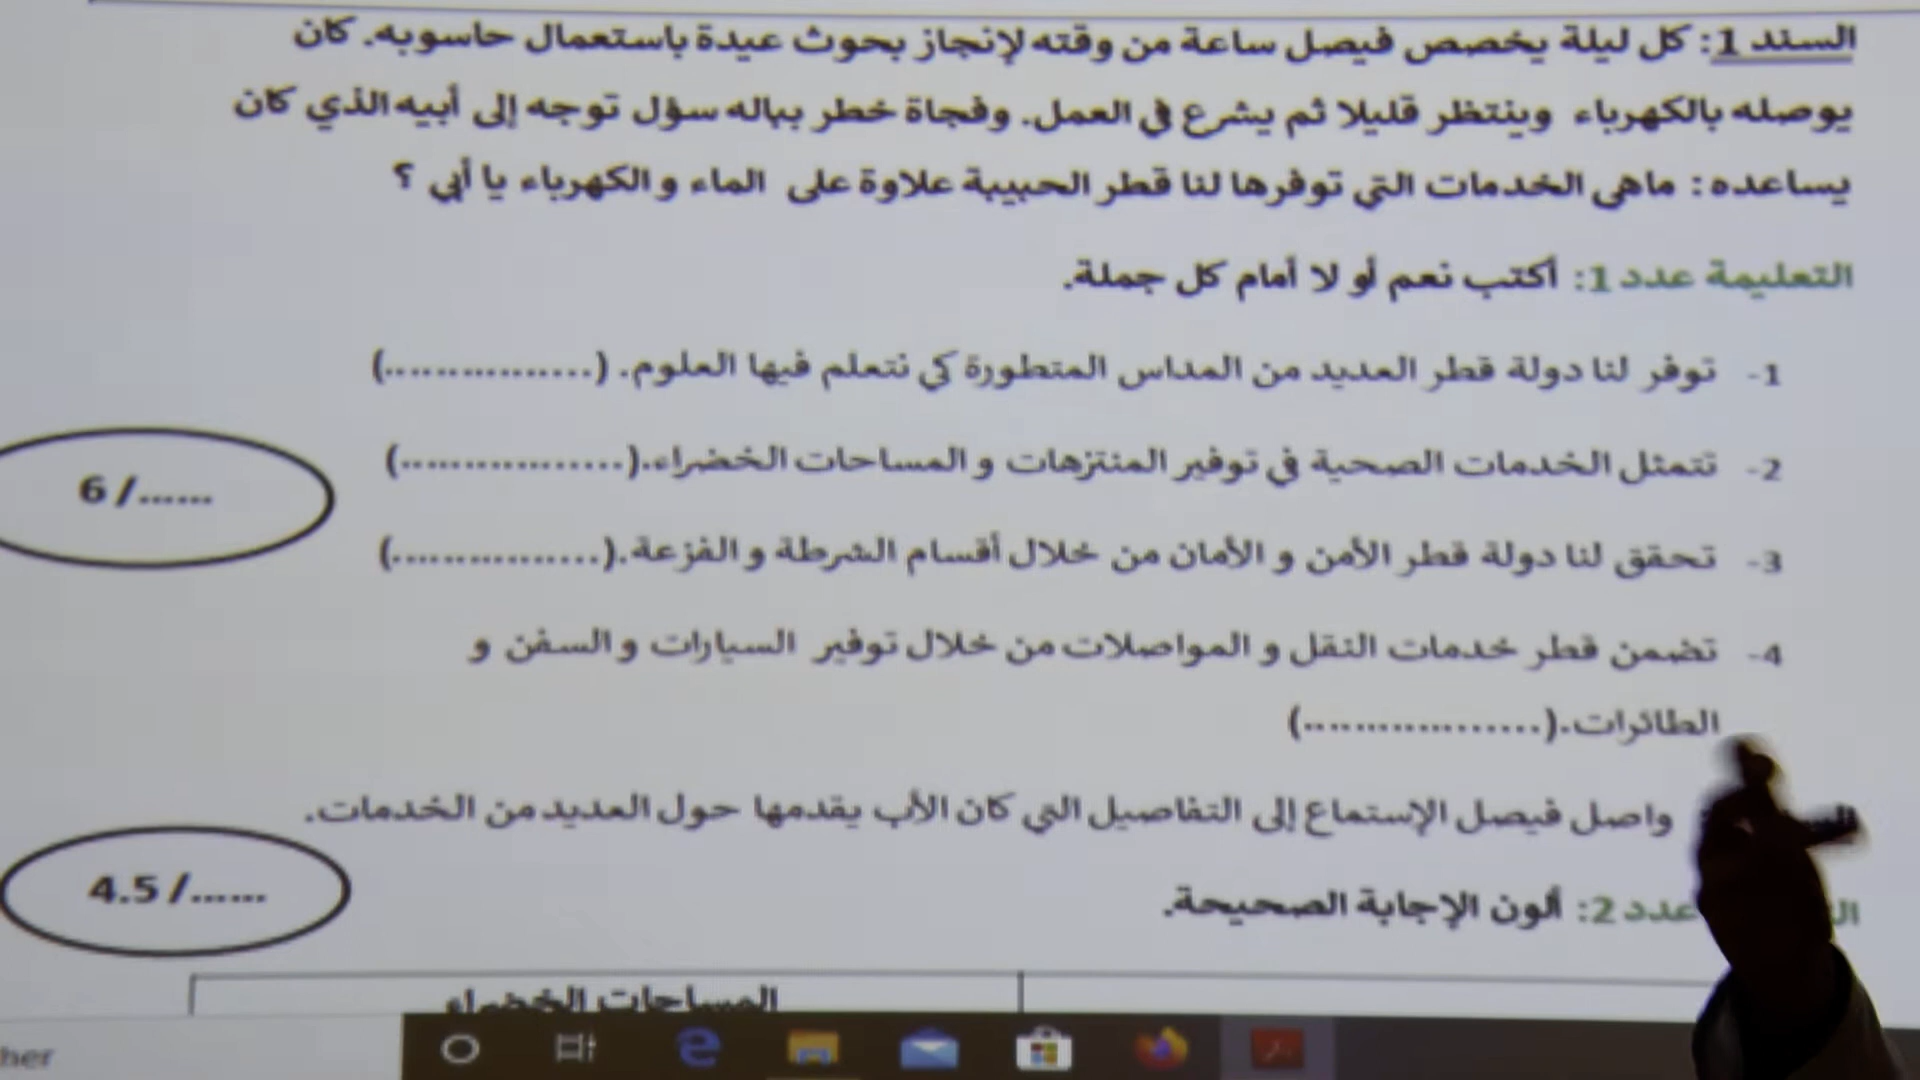 السند 1: كل ليلة يخصص فيصل ساعة من وقته لإنجاز بحوث عيدة باستعمال حاسوبه. كان
يوصله بالكهرباء وينتظر قليلا ثم يشرع في العمل. وفجاة خطر بباله سؤل توجه إلى أبيه الذي كان
يساعده: ماهي الخدمات التي توفرها لنا قطر الحبيبة علاوة على الماء و الكهرباء يا أبي ؟
التعليمة عدد 1: أكتب نعم أو لا أمام كل جملة.
1- توفر لنا دولة قطر العديد من المداس المتطورة كي نتعلم فيها العلوم. (................)
2- تتمثل الخدمات الصحية في توفير المنتزهات و المساحات الخضراء.(.................)
6 /......
3- تحقق لنا دولة قطر الأمن و الأمان من خلال أقسام الشرطة و الفزعة.(................)
4- تضمن قطر خدمات النقل و المواصلات من خلال توفير السيارات و السفن و
الطائرات.(..................)
واصل فيصل الإستماع إلى التفاصيل التي كان الأب يقدمها حول العديد من الخدمات.
4.5 /......
عدد 2: ألون الإجابة الصحيحة.
المساحات الخضراء
her